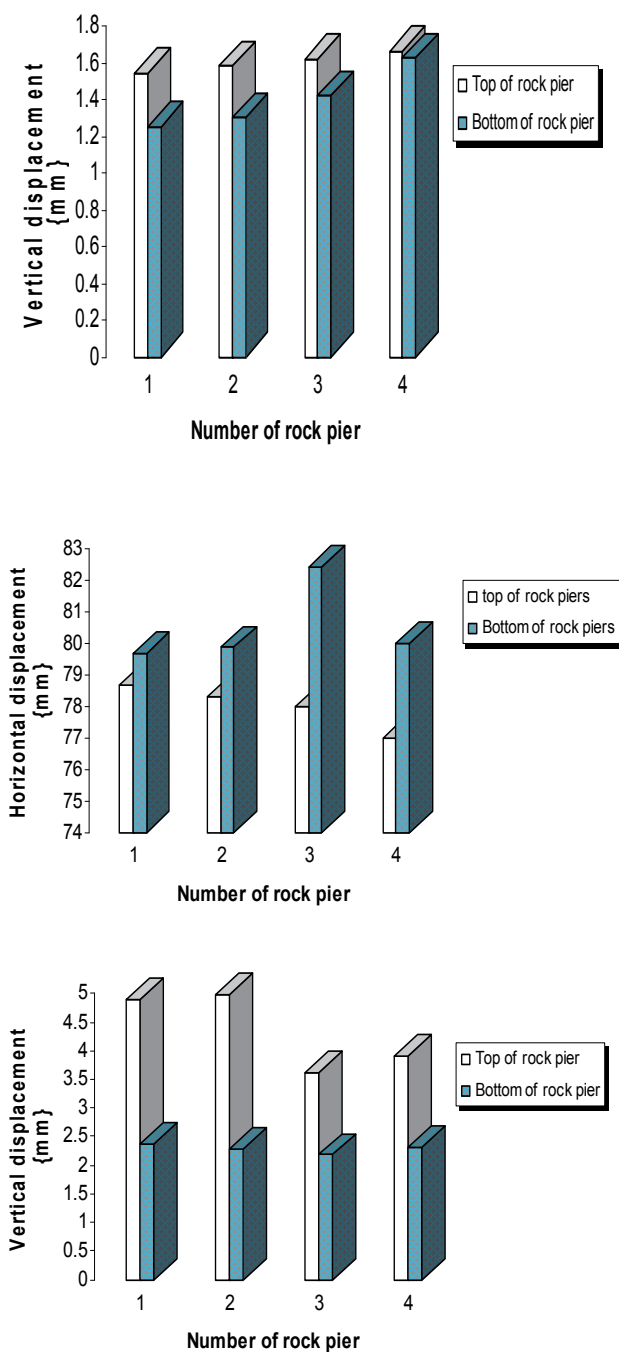 Vertical displacement
{mm}
1.8
1.6
1.4
1.2
1
0.8
0.6
0.4
0.2
0
1 2 3 4
Number of rock pier
Top of rock pier
Bottom of rock pier
Horizontal displacement
{mm}
83
82
81
80
79
78
77
76
75
74
1 2 3 4
Number of rock pier
top of rock piers
Bottom of rock piers
Vertical displacement
{mm}
5
4.5
4
3.5
3
2.5
2
1.5
1
0.5
0
1 2 3 4
Number of rock pier
Top of rock pier
Bottom of rock pier